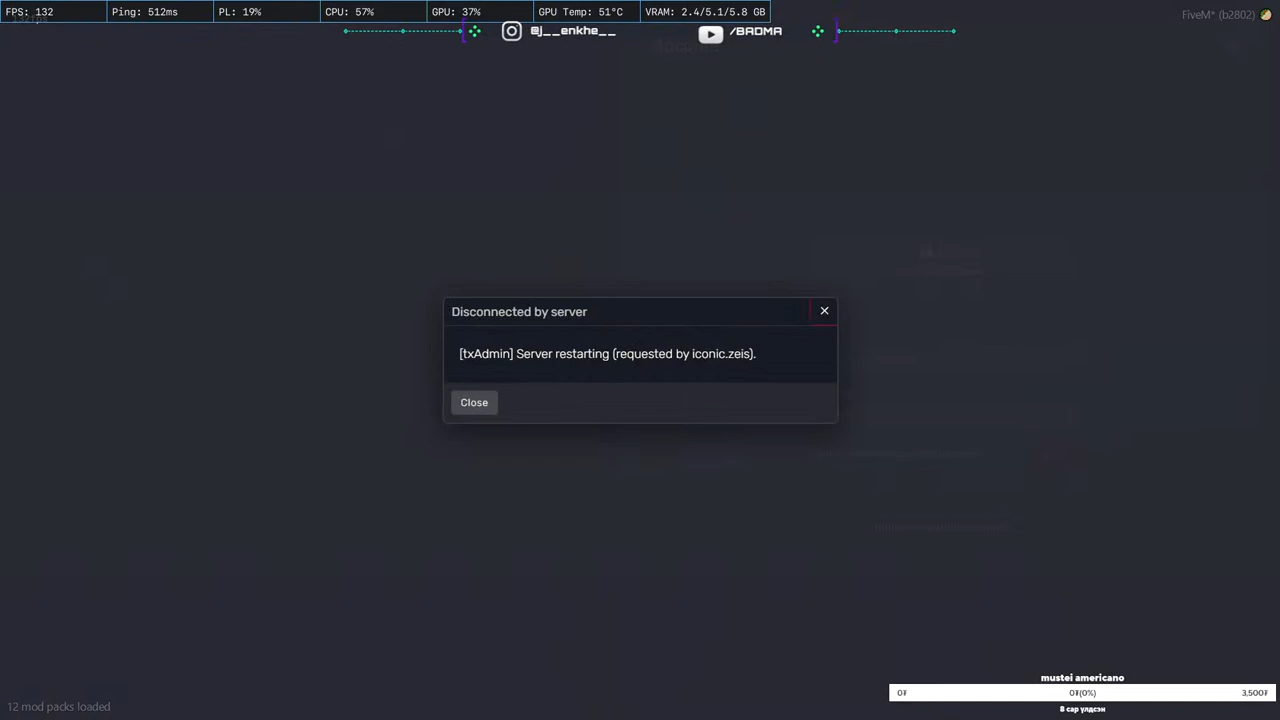 FPS: 132
Ping: 512ms
PL: 19%
CPU: 57%
GPU: 37%
GPU Temp: 51°C
VRAM: 2.4/5.1/5.8 GB
FiveM* (b2802)
@j__enkhe__
/BADMA
Disconnected by server
[txAdmin] Server restarting (requested by iconic.zeis).
Close
mustei americano
0₮
0₮(0%)
3,500₮
8 сар үлдсэн
12 mod packs loaded